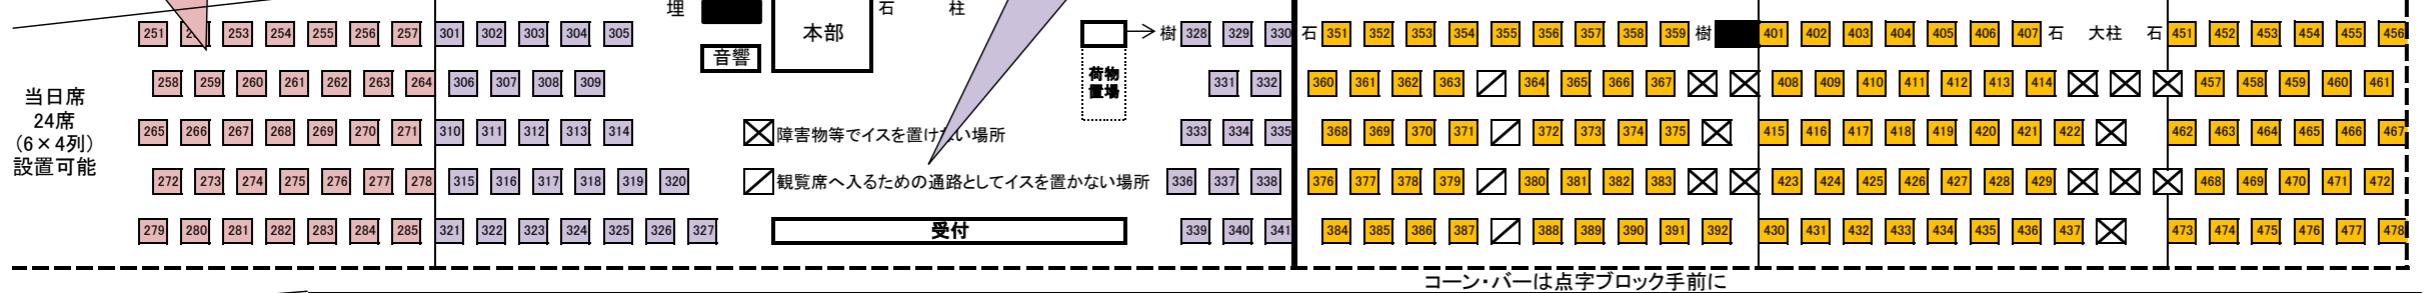 埋 石 柱
251 253 254 255 256 257 301 302 303 304 305 本部 → 樹 328 329 330 石 351 352 353 354 355 356 357 358 359 樹 401 402 403 404 405 406 407 石 大柱 石 451 452 453 454 455 456
音響
258 259 260 261 262 263 264 306 307 308 309 荷物 331 332 360 361 362 363 364 365 366 367 408 409 410 411 412 413 414 457 458 459 460 461
置場
当日席
24席
(6×4列)
設置可能
265 266 267 268 269 270 271 310 311 312 313 314 障害物等でイスを置けない場所 333 334 335 368 369 370 371 372 373 374 375 415 416 417 418 419 420 421 422 462 463 464 465 466 467
272 273 274 275 276 277 278 315 316 317 318 319 320 観覧席へ入るための通路としてイスを置かない場所 336 337 338 376 377 378 379 380 381 382 383 423 424 425 426 427 428 429 468 469 470 471 472
279 280 281 282 283 284 285 321 322 323 324 325 326 327 受付 339 340 341 384 385 386 387 388 389 390 391 392 430 431 432 433 434 435 436 437 473 474 475 476 477 478
コーン・バーは点字ブロック手前に